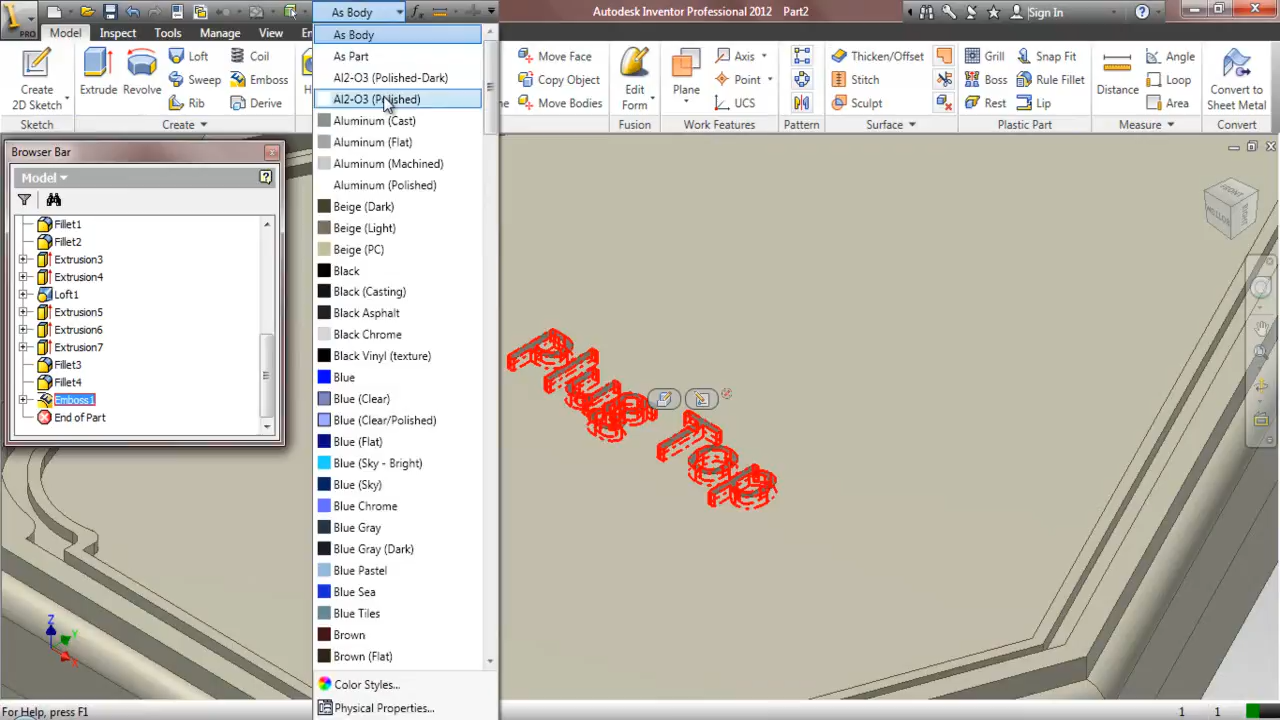 As Body
Autodesk Inventor Professional 2012 Part2
Sign In
PRO
Model Inspect Tools Manage View En
Create
2D Sketch
Extrude
Revolve
Loft
Sweep
Rib
Coil
Emboss
Derive
Sketch
Create
As Body
As Part
Al2-O3 (Polished-Dark)
Al2-O3 (Polished)
Aluminum (Cast)
Aluminum (Flat)
Aluminum (Machined)
Aluminum (Polished)
Beige (Dark)
Beige (Light)
Beige (PC)
Black
Black (Casting)
Black Asphalt
Black Chrome
Black Vinyl (texture)
Blue
Blue (Clear)
Blue (Clear/Polished)
Blue (Flat)
Blue (Sky - Bright)
Blue (Sky)
Blue Chrome
Blue Gray
Blue Gray (Dark)
Blue Pastel
Blue Sea
Blue Tiles
Brown
Brown (Flat)
Color Styles...
Physical Properties...
Move Face
Copy Object
Move Bodies
Edit
Form
Fusion
Plane
Axis
Point
UCS
Work Features
Pattern
Thicken/Offset
Stitch
Sculpt
Surface
Grill
Boss
Rest
Snap Fit
Rule Fillet
Lip
Plastic Part
Distance
Angle
Loop
Area
Measure
Convert to
Sheet Metal
Convert
Browser Bar
Model
Fillet1
Fillet2
Extrusion3
Extrusion4
Loft1
Extrusion5
Extrusion6
Extrusion7
Fillet3
Fillet4
Emboss1
End of Part
FRONT
RIGHT
Z
Y
X
For Help, press F1
1 1